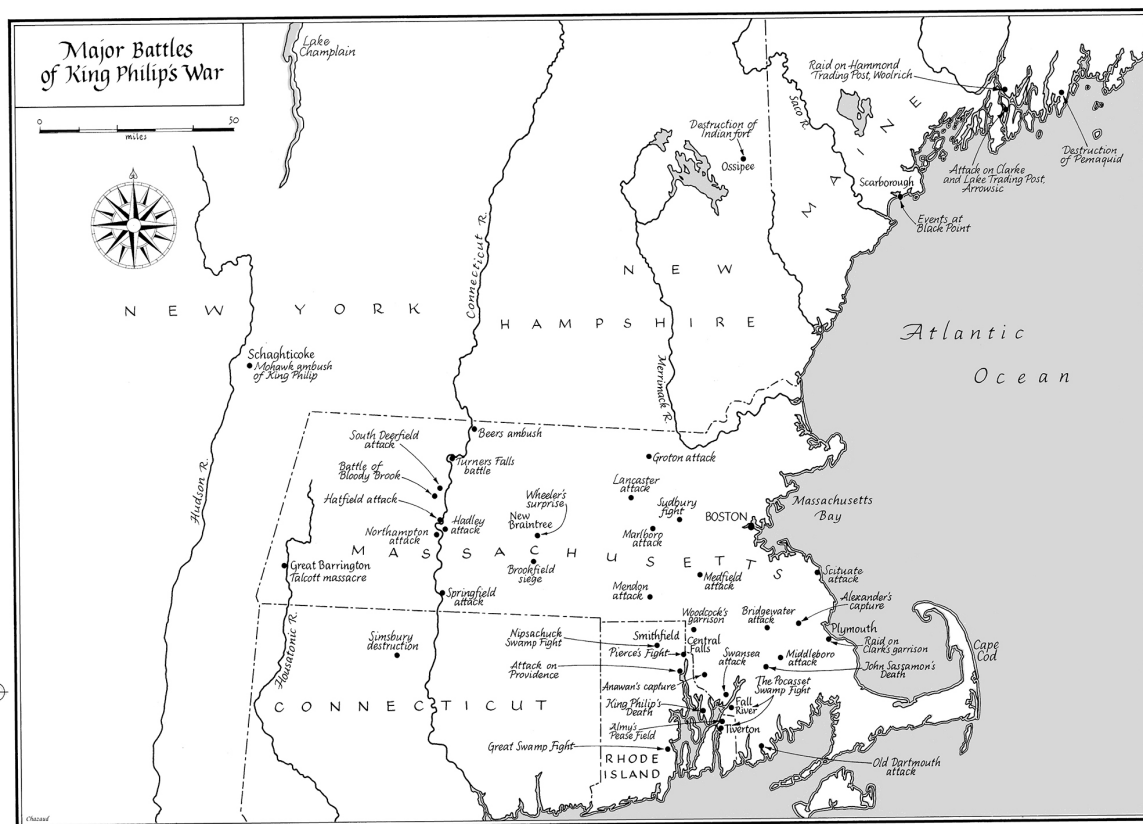 Major Battles
of King Philip's War
0 50
miles
Lake
Champlain
Raid on Hammond
Trading Post, Woolrich
Saco R.
MAINE
Destruction of
Indian fort
Ossipee
Destruction
of Pemaquid
Attack on Clarke
and Lake Trading Post,
Arrowsic
Scarborough
Events at
Black Point
Connecticut R.
NEW
HAMPSHIRE
NEW YORK
Atlantic
Ocean
Schaghticoke
Mohawk ambush
of King Philip
Merrimack R.
Hudson R.
Beers ambush
South Deerfield
attack
Turners Falls
battle
Groton attack
Battle of
Bloody Brook
Lancaster
attack
Hatfield attack
Wheeler's
surprise
Sudbury
fight
Massachusetts
Bay
BOSTON
New
Braintree
Hadley
attack
Northampton
attack
Marlboro
attack
MASSACHUSETTS
Great Barrington
Talcott massacre
Brookfield
siege
Medfield
attack
Scituate
attack
Springfield
attack
Mendon
attack
Alexander's
capture
Woodcock's
garrison
Bridgewater
attack
Housatonic R.
Simsbury
destruction
Nipsachuck
Swamp Fight
Smithfield
Central
Falls
Pierce's Fight
Plymouth
Raid on
Clark's garrison
Swansea
attack
Middleboro
attack
Cape
Cod
Attack on
Providence
John Sassamon's
Death
The Pocasset
Swamp Fight
Anawan's capture
King Philip's
Death
Fall
River
CONNECTICUT
Almy's
Pease Field
Tiverton
Great Swamp Fight
RHODE
ISLAND
Old Dartmouth
attack
Chazaud